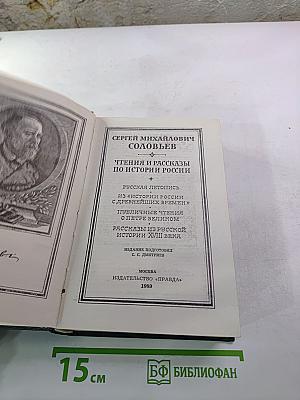 СЕРГЕЙ МИХАЙЛОВИЧ
СОЛОВЬЕВ
ЧТЕНИЯ И РАССКАЗЫ
ПО ИСТОРИИ РОССИИ
РУССКАЯ ЛЕТОПИСЬ
ИЗ «ИСТОРИИ РОССИИ
С ДРЕВНЕЙШИХ ВРЕМЕН»
ПУБЛИЧНЫЕ ЧТЕНИЯ
О ПЕТРЕ ВЕЛИКОМ
РАССКАЗЫ ИЗ РУССКОЙ
ИСТОРИИ XVIII ВЕКА
ИЗДАНИЕ ПОДГОТОВИЛ
С. С. ДМИТРИЕВ
МОСКВА
ИЗДАТЕЛЬСТВО «ПРАВДА»
1989
15 см
БФ БИБЛИОФАН